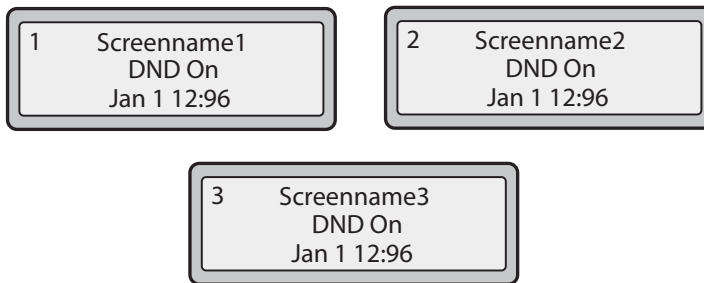 1 Screenname1
DND On
Jan 1 12:96
2 Screenname2
DND On
Jan 1 12:96
3 Screenname3
DND On
Jan 1 12:96